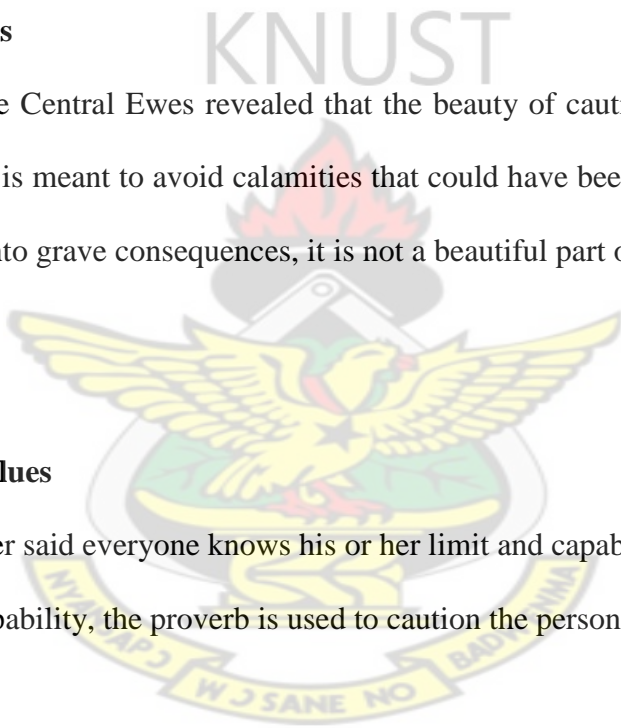 KNUST
s
e Central Ewes revealed that the beauty of cauti
is meant to avoid calamities that could have bee
nto grave consequences, it is not a beautiful part o
lues
er said everyone knows his or her limit and capab
pability, the proverb is used to caution the person
WƆSANE NO